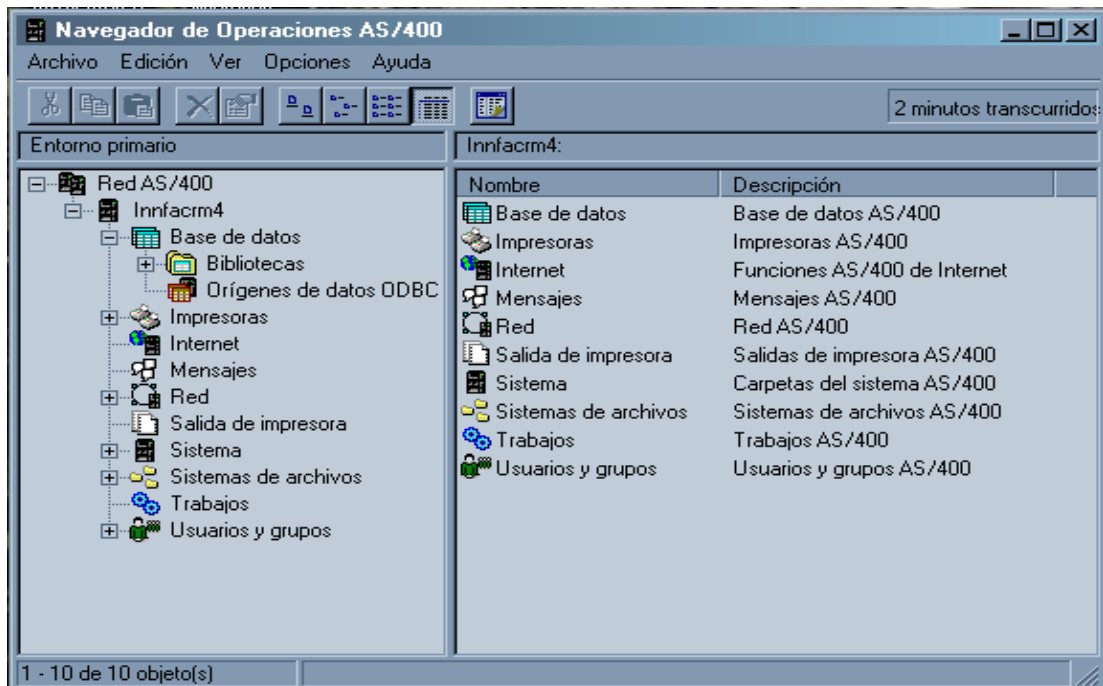 Navegador de Operaciones AS/400
Archivo Edición Ver Opciones Ayuda
2 minutos transcurridos
Entorno primario
Innfacrm4:
Red AS/400
Innfacrm4
Base de datos
Bibliotecas
Orígenes de datos ODBC
Impresoras
Internet
Mensajes
Red
Salida de impresora
Sistema
Sistemas de archivos
Trabajos
Usuarios y grupos
Nombre Descripción
Base de datos Base de datos AS/400
Impresoras Impresoras AS/400
Internet Funciones AS/400 de Internet
Mensajes Mensajes AS/400
Red Red AS/400
Salida de impresora Salidas de impresora AS/400
Sistema Carpetas del sistema AS/400
Sistemas de archivos Sistemas de archivos AS/400
Trabajos Trabajos AS/400
Usuarios y grupos Usuarios y grupos AS/400
1 - 10 de 10 objeto(s)